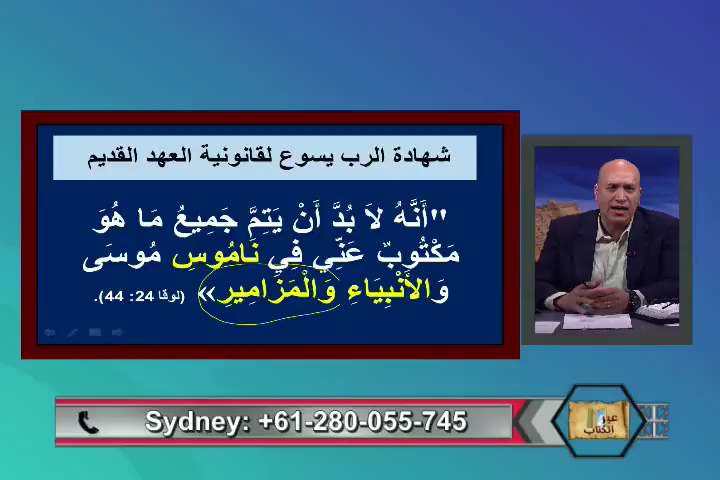 شهادة الرب يسوع لقانونية العهد القديم
"أَنَّهُ لاَ بُدَّ أَنْ يَتِمَّ جَمِيعُ مَا هُوَ
مَكْتُوبٌ عَنِّي فِي نَامُوسِ مُوسَى
وَالأَنْبِيَاءِ وَالْمَزَامِيرِ» (لوقا 24: 44).
Sydney: +61-280-055-745
عبر
الكتاب